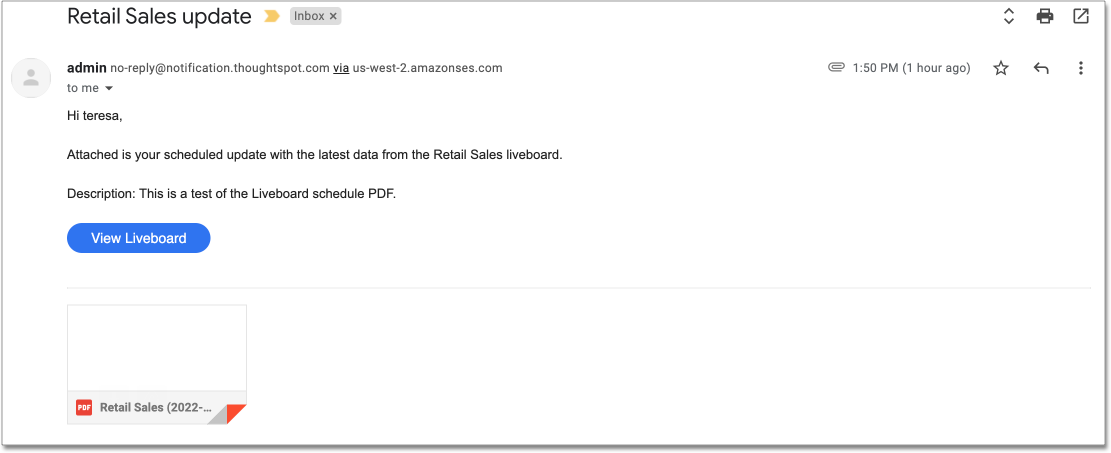 Retail Sales update
Inbox ×
admin no-reply@notification.thoughtspot.com via us-west-2.amazonses.com
1:50 PM (1 hour ago)
to me
Hi teresa,
Attached is your scheduled update with the latest data from the Retail Sales liveboard.
Description: This is a test of the Liveboard schedule PDF.
View Liveboard
PDF Retail Sales (2022-...